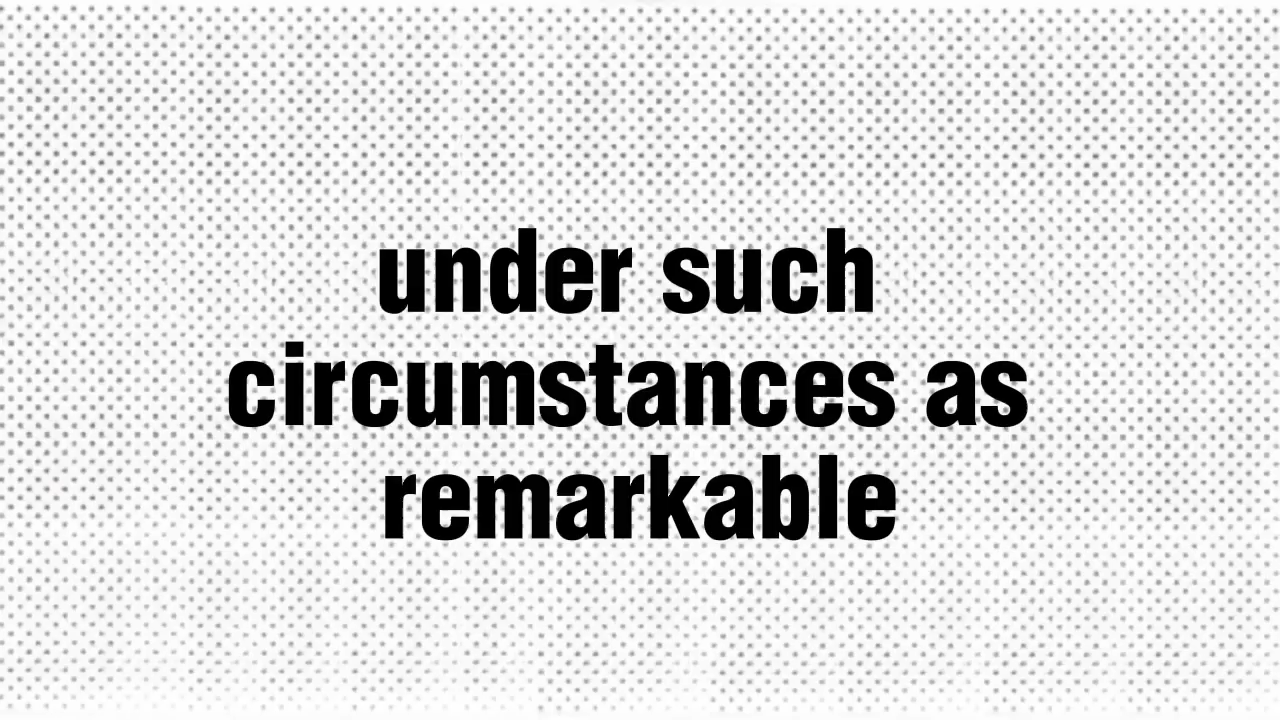 under such
circumstances as
remarkable